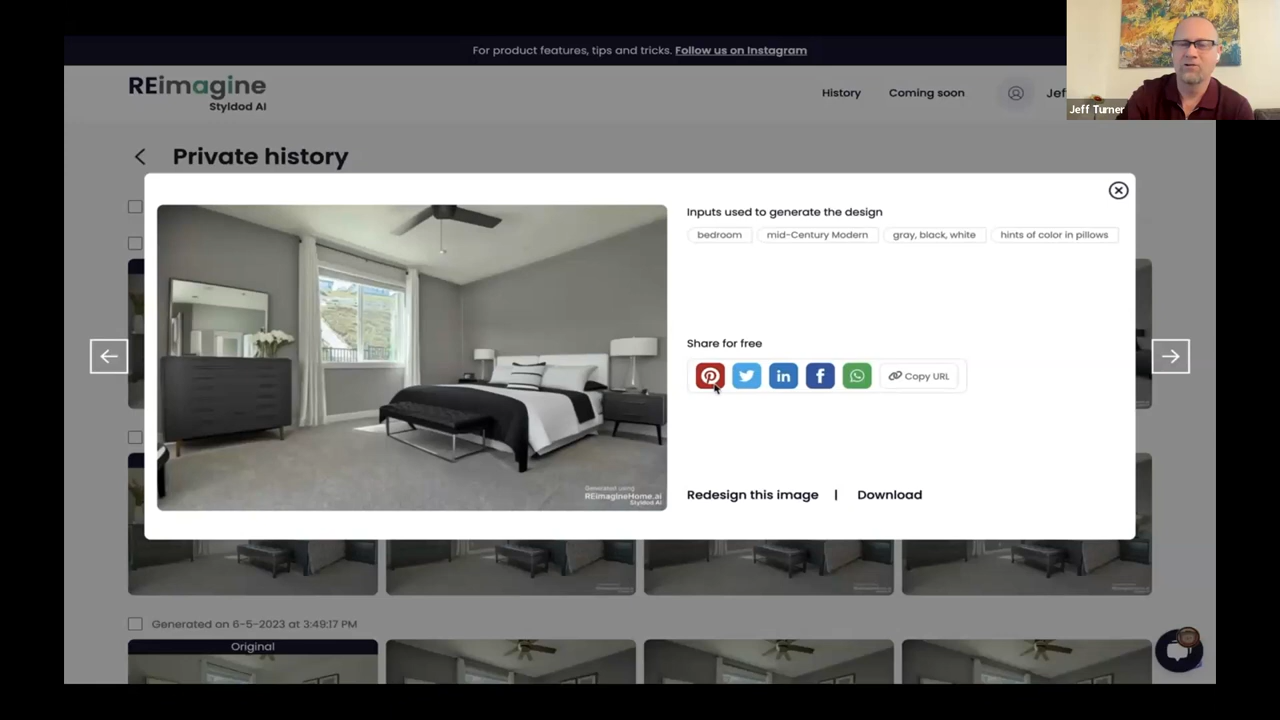 For product features, tips and tricks. Follow us on Instagram
REimagine
Styldod AI
History
Coming soon
Jef
Jeff Turner
Private history
Inputs used to generate the design
bedroom
mid-Century Modern
gray, black, white
hints of color in pillows
Share for free
Copy URL
Generated using
REimagineHome.ai
Styldod AI
Redesign this image | Download
Generated on 6-5-2023 at 3:49:17 PM
Original